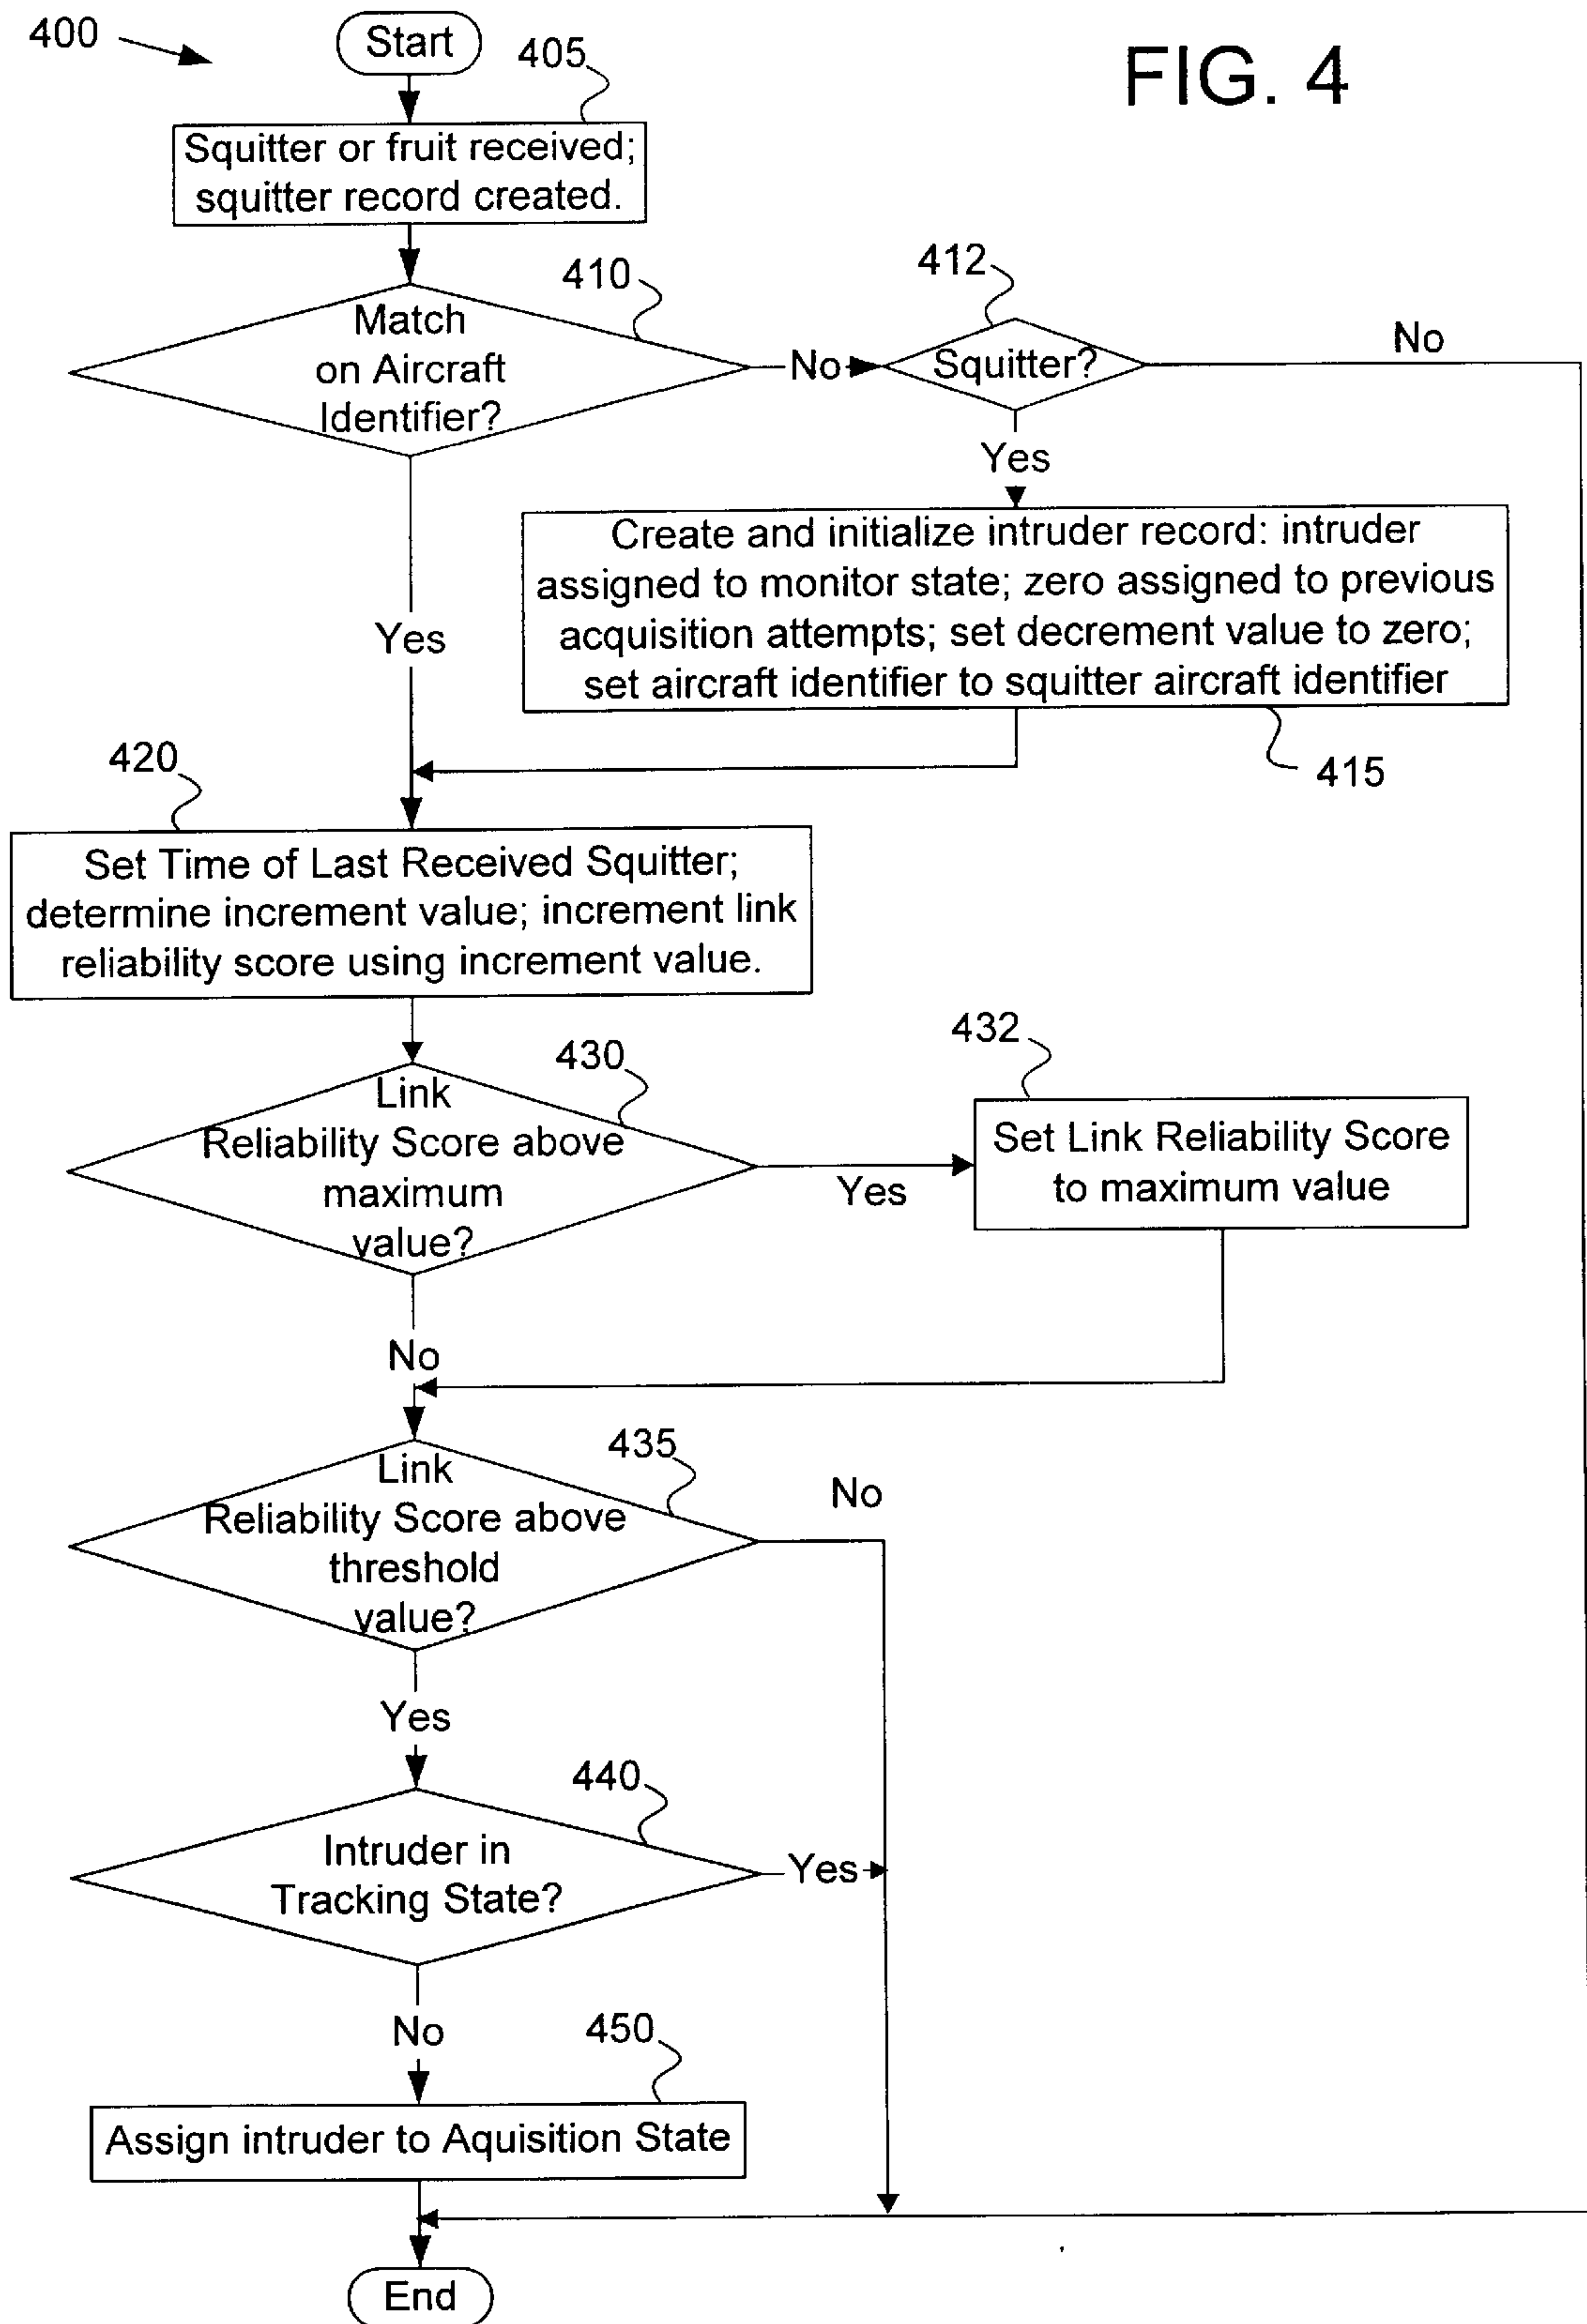 400
Start
405
FIG. 4
Squitter or fruit received;
squitter record created.
410
412
Match
on Aircraft
Identifier?
No
Squitter?
No
Yes
Yes
Create and initialize intruder record: intruder
assigned to monitor state; zero assigned to previous
acquisition attempts; set decrement value to zero;
set aircraft identifier to squitter aircraft identifier
415
420
Set Time of Last Received Squitter;
determine increment value; increment link
reliability score using increment value.
430
432
Link
Reliability Score above
maximum
value?
Yes
Set Link Reliability Score
to maximum value
No
435
Link
Reliability Score above
threshold
value?
No
Yes
440
Intruder in
Tracking State?
Yes
No
450
Assign intruder to Aquisition State
End